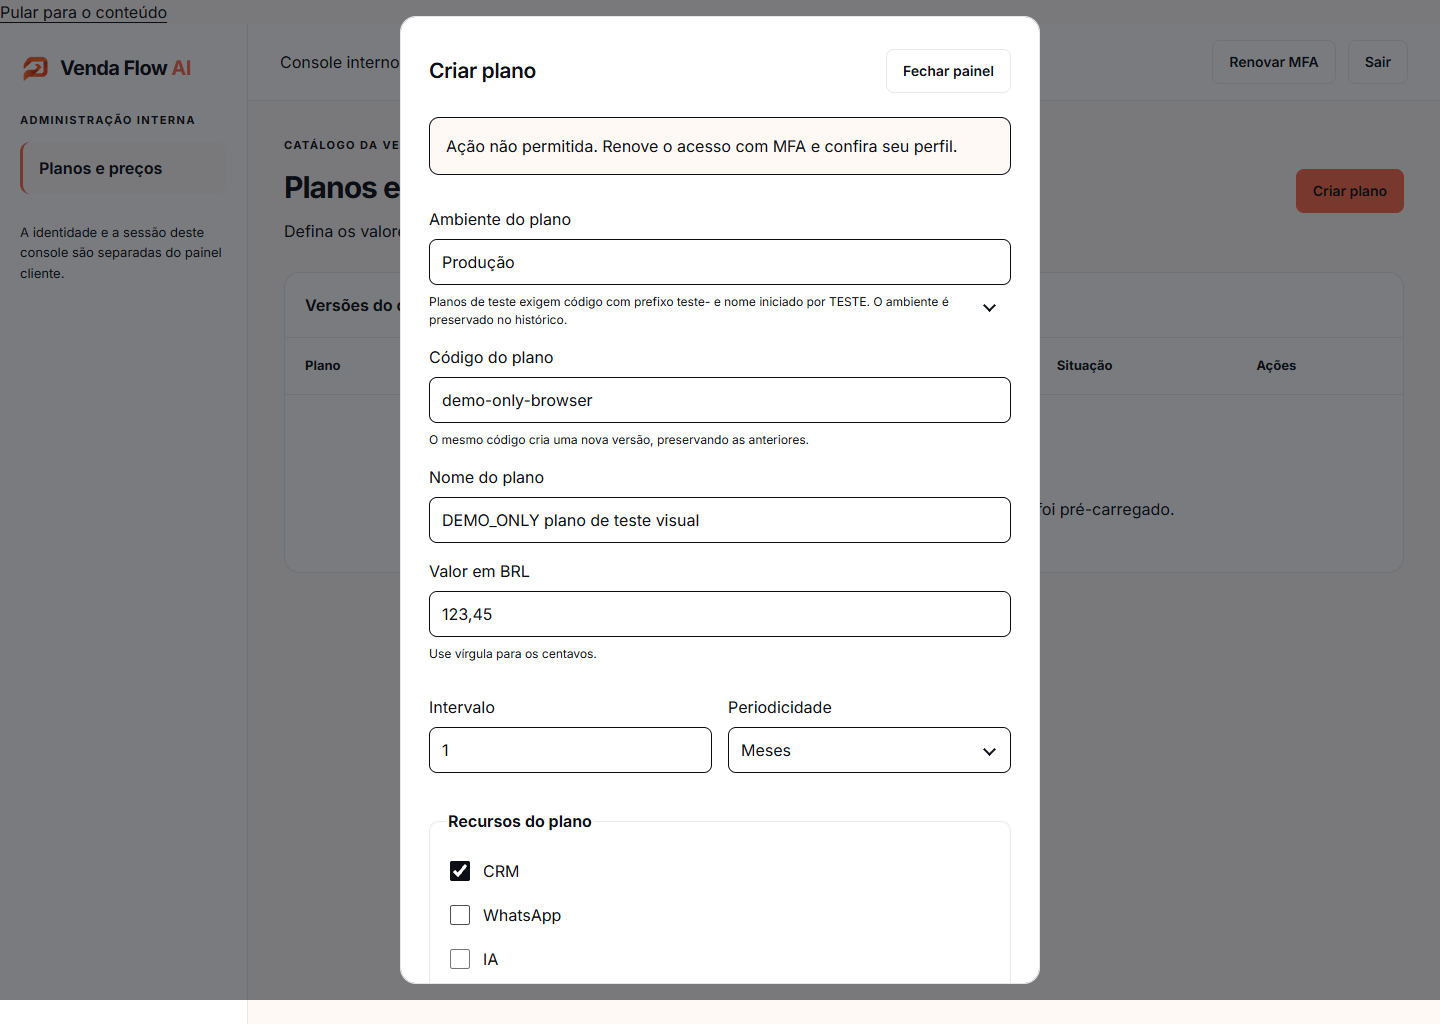 Pular para o conteúdo
Venda Flow AI
ADMINISTRAÇÃO INTERNA
Planos e preços
A identidade e a sessão deste
console são separadas do painel
cliente.
Console interno
Renovar MFA
Sair
CATÁLOGO DA VE
Planos e
Defina os valor
Criar plano
Versões do
Plano
Situação
Ações
foi pré-carregado.
Criar plano
Fechar painel
Ação não permitida. Renove o acesso com MFA e confira seu perfil.
Ambiente do plano
Produção
Planos de teste exigem código com prefixo teste- e nome iniciado por TESTE. O ambiente é
preservado no histórico.
Código do plano
demo-only-browser
O mesmo código cria uma nova versão, preservando as anteriores.
Nome do plano
DEMO_ONLY plano de teste visual
Valor em BRL
123,45
Use vírgula para os centavos.
Intervalo
Periodicidade
1
Meses
Recursos do plano
CRM
WhatsApp
IA